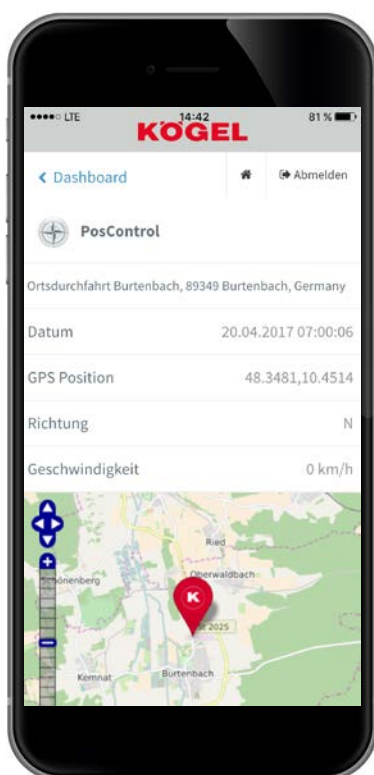 LTE 14:42 81 %
KÖGEL
Dashboard Abmelden
PosControl
Ortsdurchfahrt Burtenbach, 89349 Burtenbach, Germany
Datum 20.04.2017 07:00:06
GPS Position 48.3481,10.4514
Richtung N
Geschwindigkeit 0 km/h
Ried
Oberwaldbach
K
2025
Kemnat Burtenbach